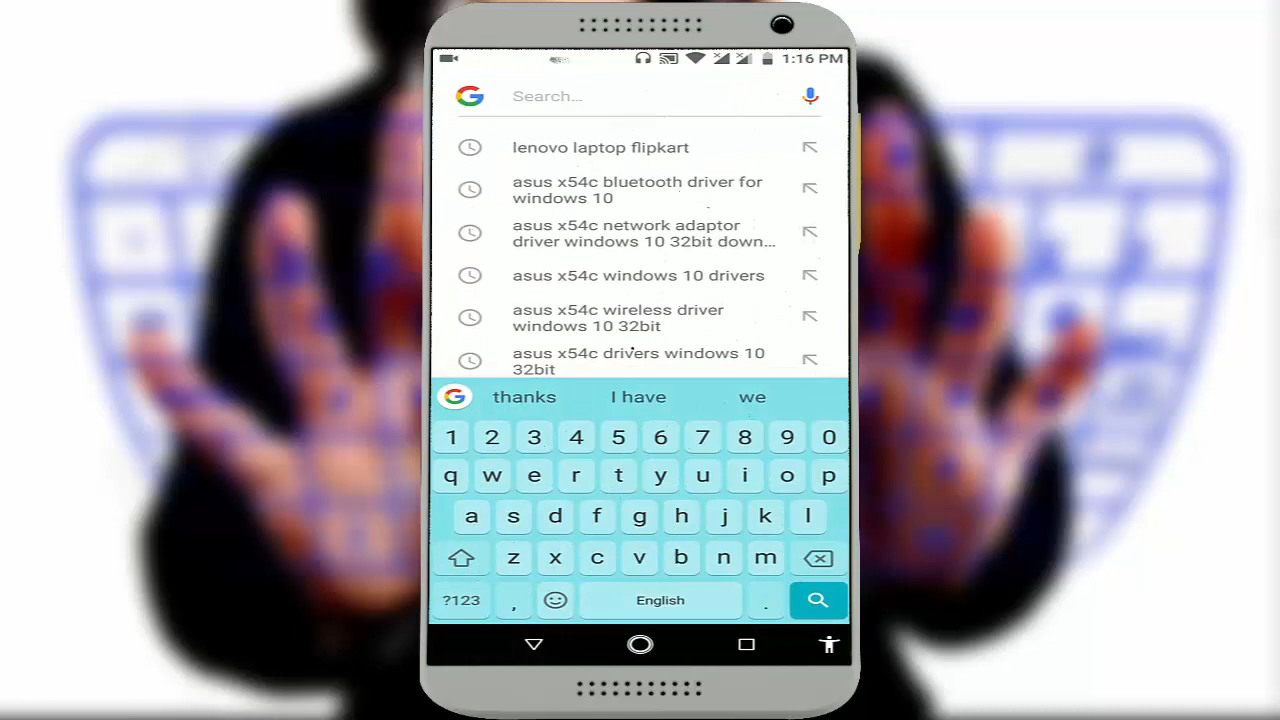 1:16 PM
Search...
lenovo laptop flipkart
asus x54c bluetooth driver for
windows 10
asus x54c network adaptor
driver windows 10 32bit down...
asus x54c windows 10 drivers
asus x54c wireless driver
windows 10 32bit
asus x54c drivers windows 10
32bit
G thanks I have we
1 2 3 4 5 6 7 8 9 0
q w e r t y u i o p
a s d f g h j k l
z x c v b n m
?123 , English .